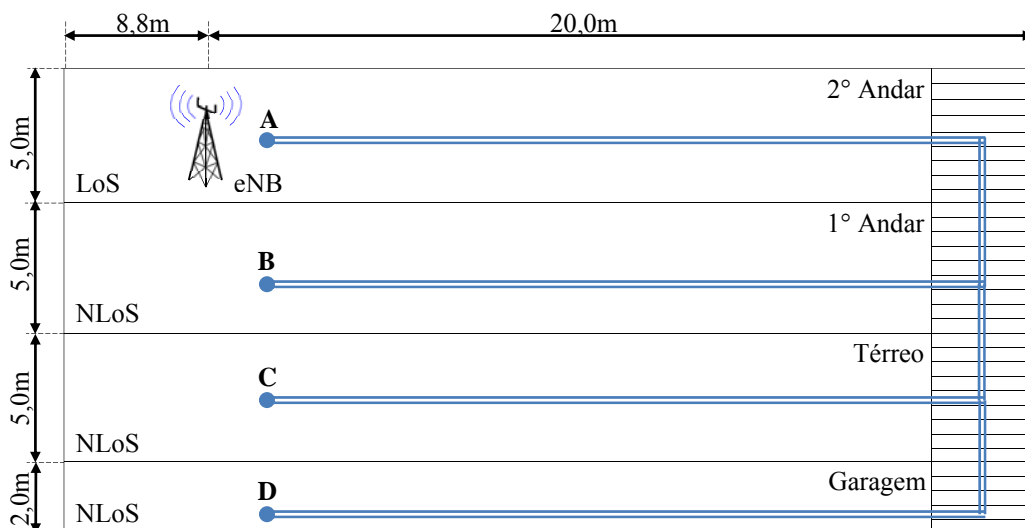 8,8m
20,0m
2° Andar
A
5,0m
LoS
eNB
1° Andar
B
5,0m
NLoS
Térreo
C
5,0m
NLoS
Garagem
D
2,0m
NLoS